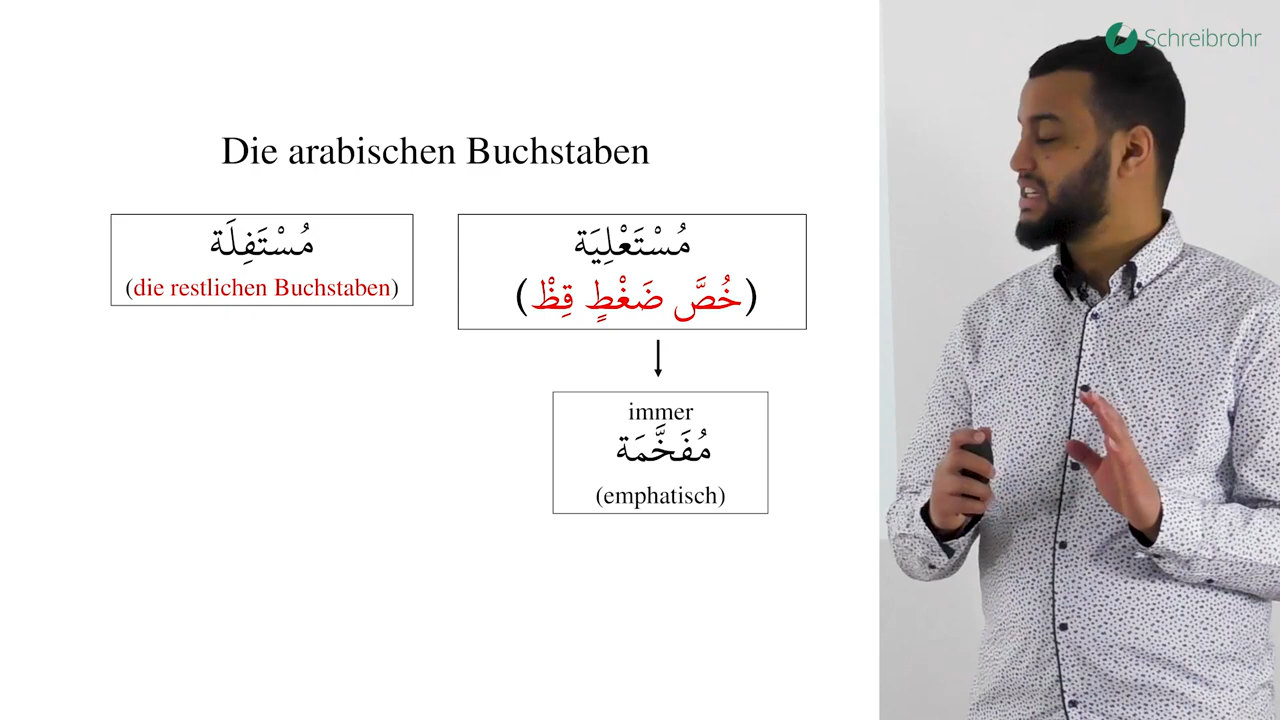 Schreibrohr
Die arabischen Buchstaben
مُسْتَفِلَة
(die restlichen Buchstaben)
مُسْتَعْلِيَة
(خُصَّ ضَغْطٍ قِظْ)
immer
مُفَخَّمَة
(emphatisch)